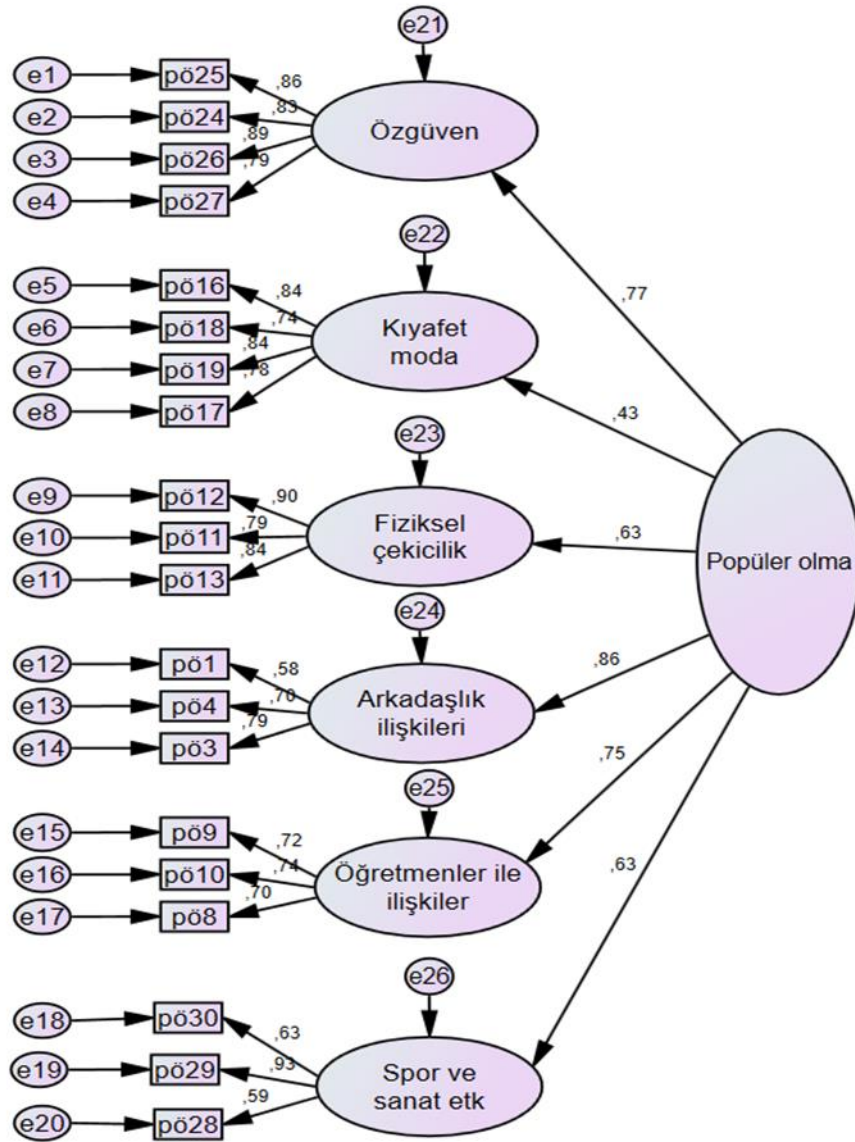 e21
e1 pö25 ,86
e2 pö24 ,83 Özgüven
e3 pö26 ,89
e4 pö27 ,79
,77
e22
e5 pö16 ,84
e6 pö18 ,74 Kıyafet
moda
e7 pö19 ,84
e8 pö17 ,78
,43
e23
e9 pö12 ,90
e10 pö11 ,79 Fiziksel
çekicilik
e11 pö13 ,84
,63
Popüler olma
e24
e12 pö1 ,58
e13 pö4 ,70 Arkadaşlık
ilişkileri
e14 pö3 ,79
,86
e25
e15 pö9 ,72
e16 pö10 ,74 Öğretmenler ile
ilişkiler
e17 pö8 ,70
,75
e26
e18 pö30 ,63
e19 pö29 ,93 Spor ve
sanat etk
e20 pö28 ,59
,63